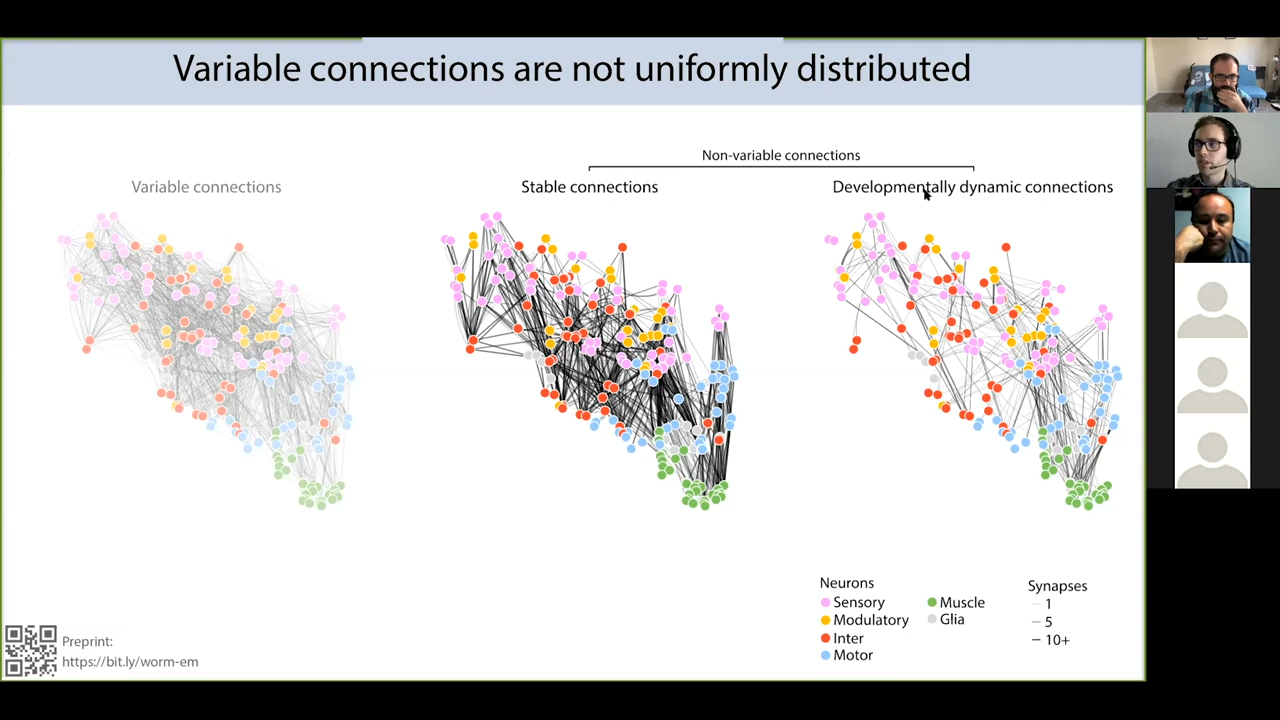 Variable connections are not uniformly distributed
Non-variable connections
Variable connections
Stable connections
Developmentally dynamic connections
Neurons
Sensory
Modulatory
Inter
Motor
Muscle
Glia
Synapses
1
5
10+
Preprint:
https://bit.ly/worm-em